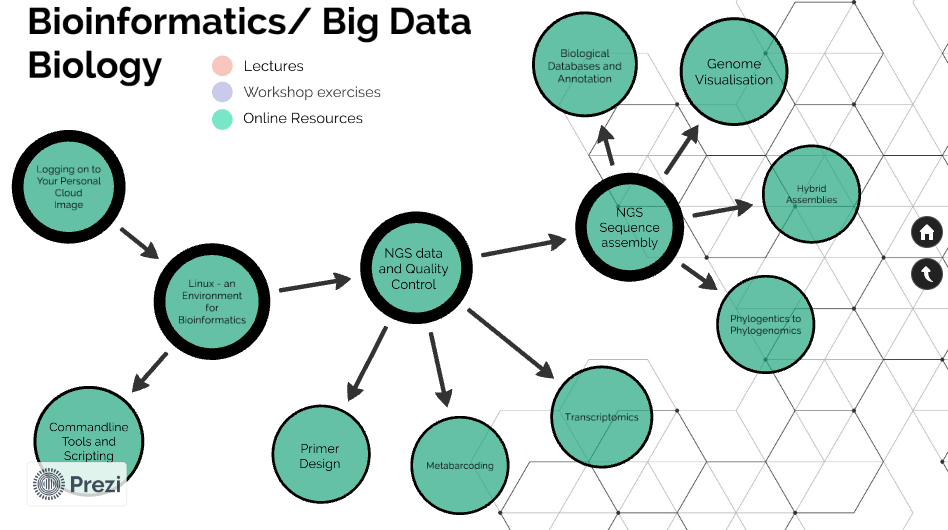 Bioinformatics/ Big Data
Biology
Lectures
Workshop exercises
Online Resources
Biological
Databases and
Annotation
Genome
Visualisation
Logging on to
Your Personal
Cloud
Image
Hybrid
Assemblies
NGS
Sequence
assembly
NGS data
and Quality
Control
Linux - an
Environment
for
Bioinformatics
Phylogentics to
Phylogenomics
Commandline
Tools and
Scripting
Primer
Design
Metabarcoding
Transcriptomics
Prezi